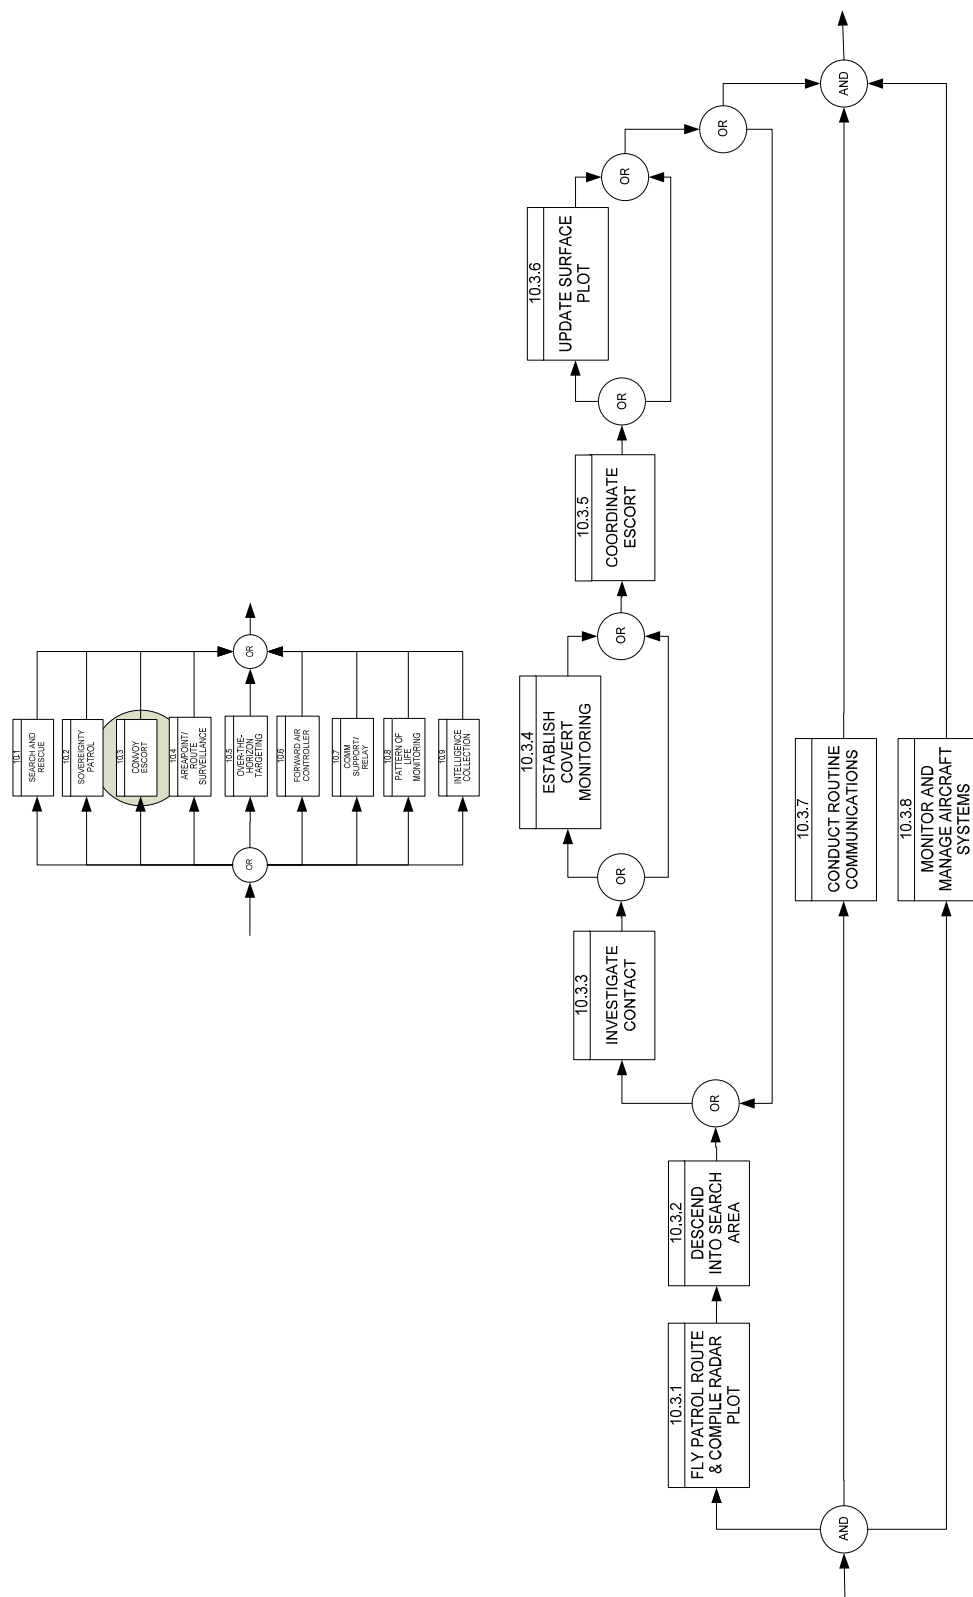 10.1
SEARCH AND
RESCUE
10.2
SOVEREIGNTY
PATROL
10.3
CONVOY
ESCORT
10.4
AREAPOINT/
ROUTE
SURVEILLANCE
10.5
OVER-THE-
HORIZON
TARGETING
10.6
FORWARD AIR
CONTROLLER
10.7
COMM
SUPPORT/
RELAY
10.8
PATTERN OF
LIFE
MONITORING
10.9
INTELLIGENCE
COLLECTION
OR
OR
AND
10.3.1
FLY PATROL ROUTE
& COMPILE RADAR
PLOT
10.3.2
DESCEND
INTO SEARCH
AREA
OR
10.3.3
INVESTIGATE
CONTACT
OR
10.3.4
ESTABLISH
COVERT
MONITORING
OR
10.3.5
COORDINATE
ESCORT
OR
10.3.6
UPDATE SURFACE
PLOT
OR
OR
10.3.7
CONDUCT ROUTINE
COMMUNICATIONS
10.3.8
MONITOR AND
MANAGE AIRCRAFT
SYSTEMS
AND